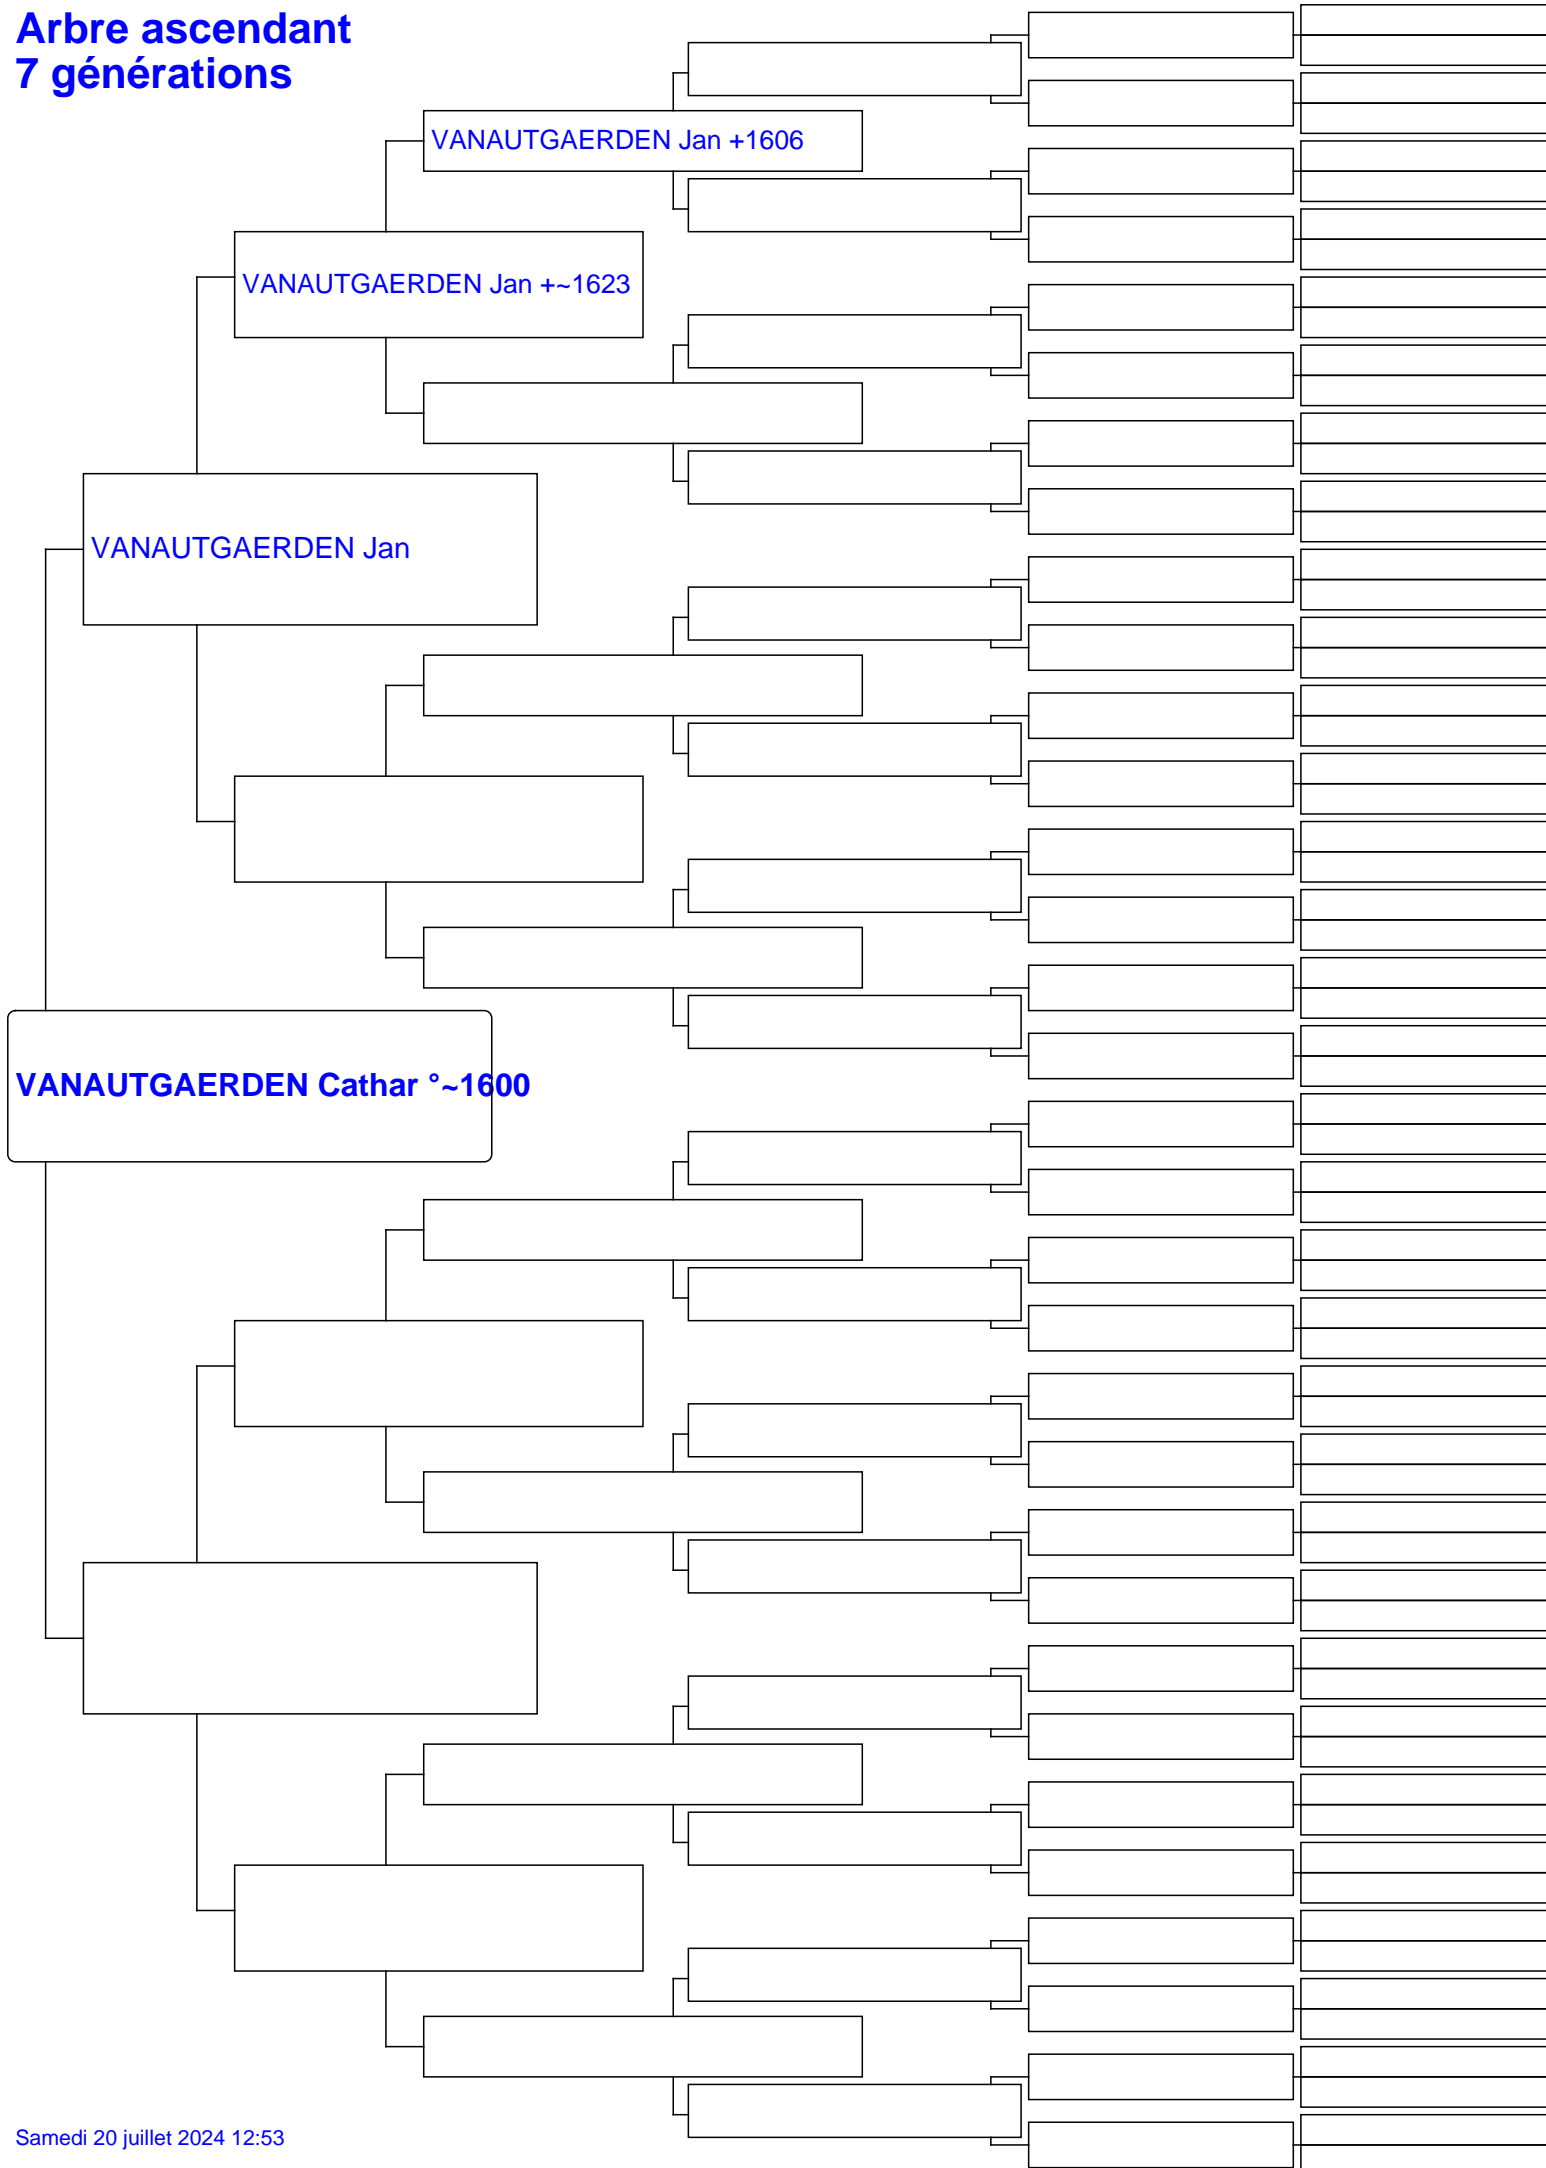 Arbre ascendant
7 générations
VANAUTGAERDEN Jan +1606
VANAUTGAERDEN Jan +~1623
VANAUTGAERDEN Jan
VANAUTGAERDEN Cathar °~1600
Samedi 20 juillet 2024 12:53